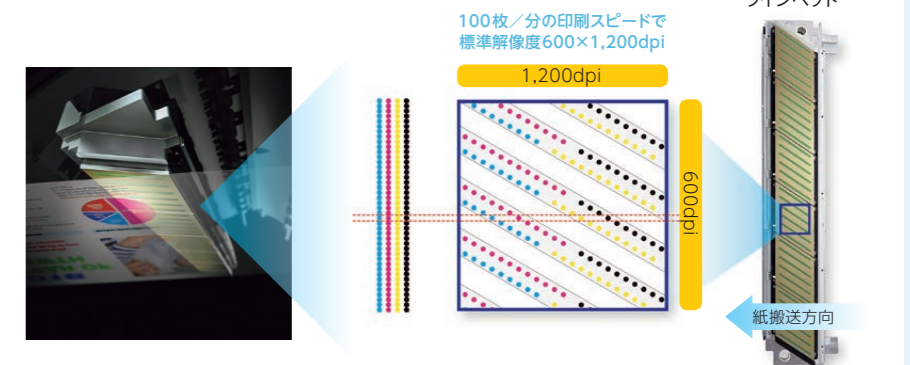 ラインヘッド
100枚／分の印刷スピードで
標準解像度600×1,200dpi
1,200dpi
600dpi
紙搬送方向